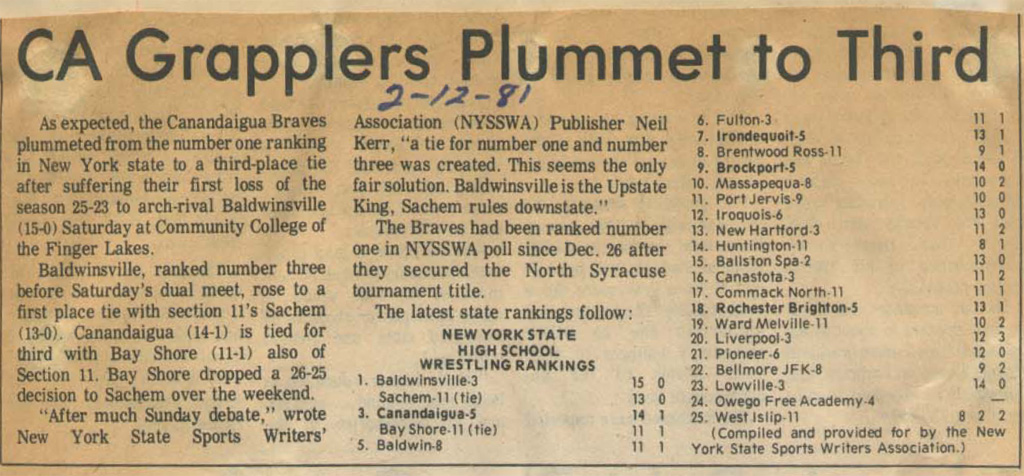 CA Grapplers Plummet to Third
2-12-81
As expected, the Canandaigua Braves
plummeted from the number one ranking
in New York state to a third-place tie
after suffering their first loss of the
season 25-23 to arch-rival Baldwinsville
(15-0) Saturday at Community College of
the Finger Lakes.
Baldwinsville, ranked number three
before Saturday's dual meet, rose to a
first place tie with section 11's Sachem
(13-0). Canandaigua (14-1) is tied for
third with Bay Shore (11-1) also of
Section 11. Bay Shore dropped a 26-25
decision to Sachem over the weekend.
"After much Sunday debate," wrote
New York State Sports Writers'
Association (NYSSWA) Publisher Neil
Kerr, "a tie for number one and number
three was created. This seems the only
fair solution. Baldwinsville is the Upstate
King, Sachem rules downstate."
The Braves had been ranked number
one in NYSSWA poll since Dec. 26 after
they secured the North Syracuse
tournament title.
The latest state rankings follow:
NEW YORK STATE
HIGH SCHOOL
WRESTLING RANKINGS
1. Baldwinsville-3 15 0
Sachem-11 (tie) 13 0
3. Canandaigua-5 14 1
Bay Shore-11 (tie) 11 1
5. Baldwin-8 11 1
6. Fulton-3 11 1
7. Irondequoit-5 13 1
8. Brentwood Ross-11 9 1
9. Brockport-5 14 0
10. Massapequa-8 10 2
11. Port Jervis-9 10 0
12. Iroquois-6 13 0
13. New Hartford-3 11 2
14. Huntington-11 8 1
15. Ballston Spa-2 13 0
16. Canastota-3 11 2
17. Commack North-11 11 1
18. Rochester Brighton-5 13 1
19. Ward Melville-11 10 2
20. Liverpool-3 12 3
21. Pioneer-6 12 0
22. Bellmore JFK-8 9 2
23. Lowville-3 14 0
24. Owego Free Academy-4 —
25. West Islip-11 8 2 2
(Compiled and provided for by the New
York State Sports Writers Association.)